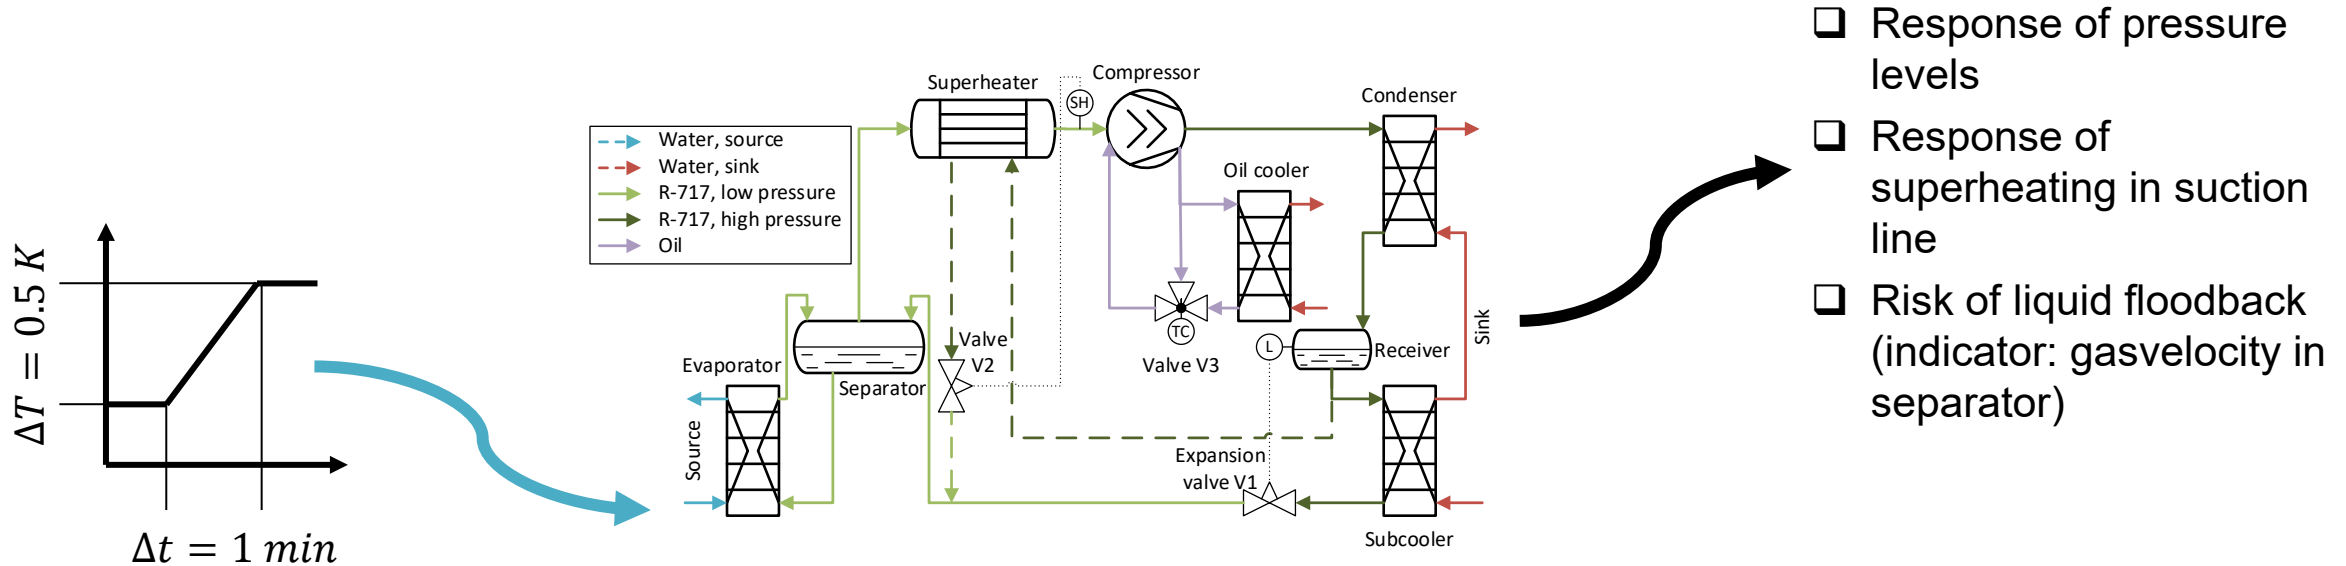 ΔT = 0.5 K
Δt = 1 min
Water, source
Water, sink
R-717, low pressure
R-717, high pressure
Oil
Superheater
SH
Compressor
Condenser
Oil cooler
TC
Valve V3
L
Receiver
Sink
Evaporator
Source
Separator
Valve
V2
Expansion
valve V1
Subcooler
❑ Response of pressure
levels
❑ Response of
superheating in suction
line
❑ Risk of liquid floodback
(indicator: gasvelocity in
separator)